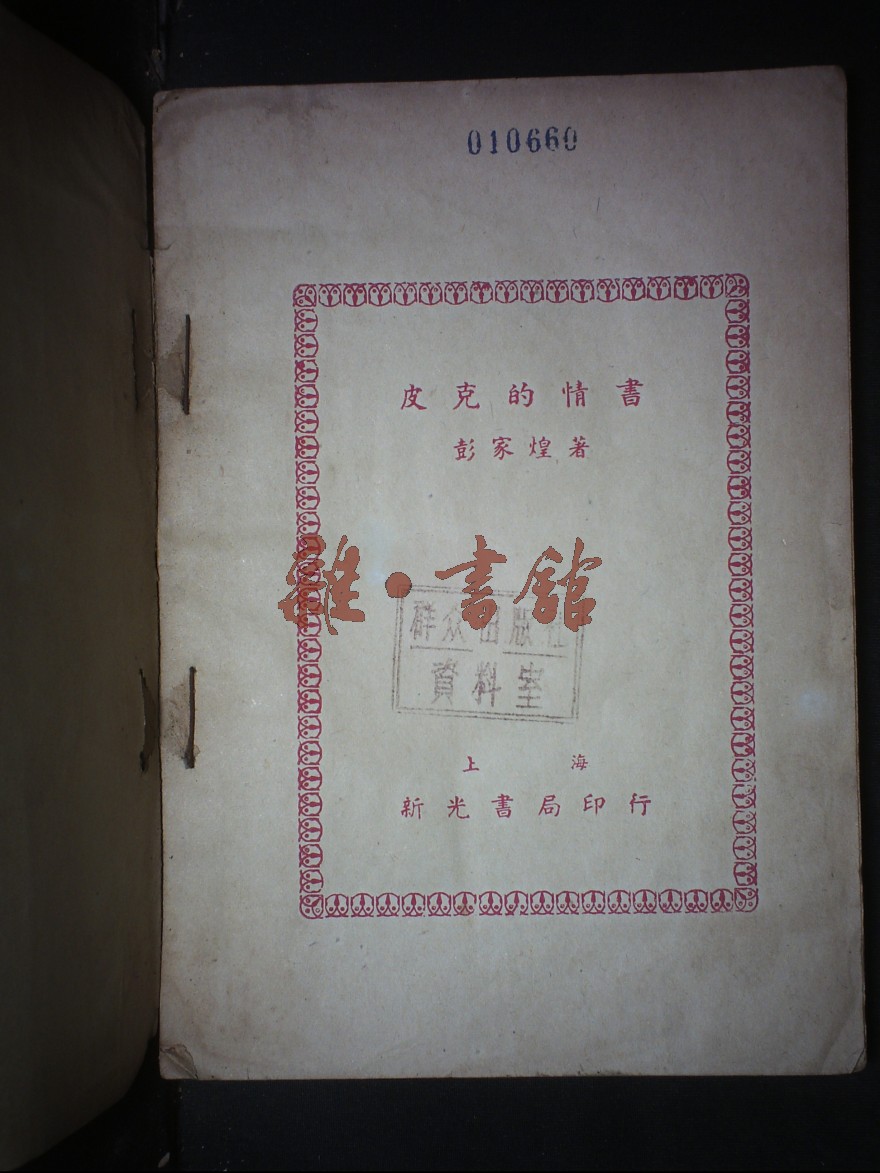 010660
皮克的情書
彭家煌著
雜·書館
群众出版社
資料室
上海
新光書局印行